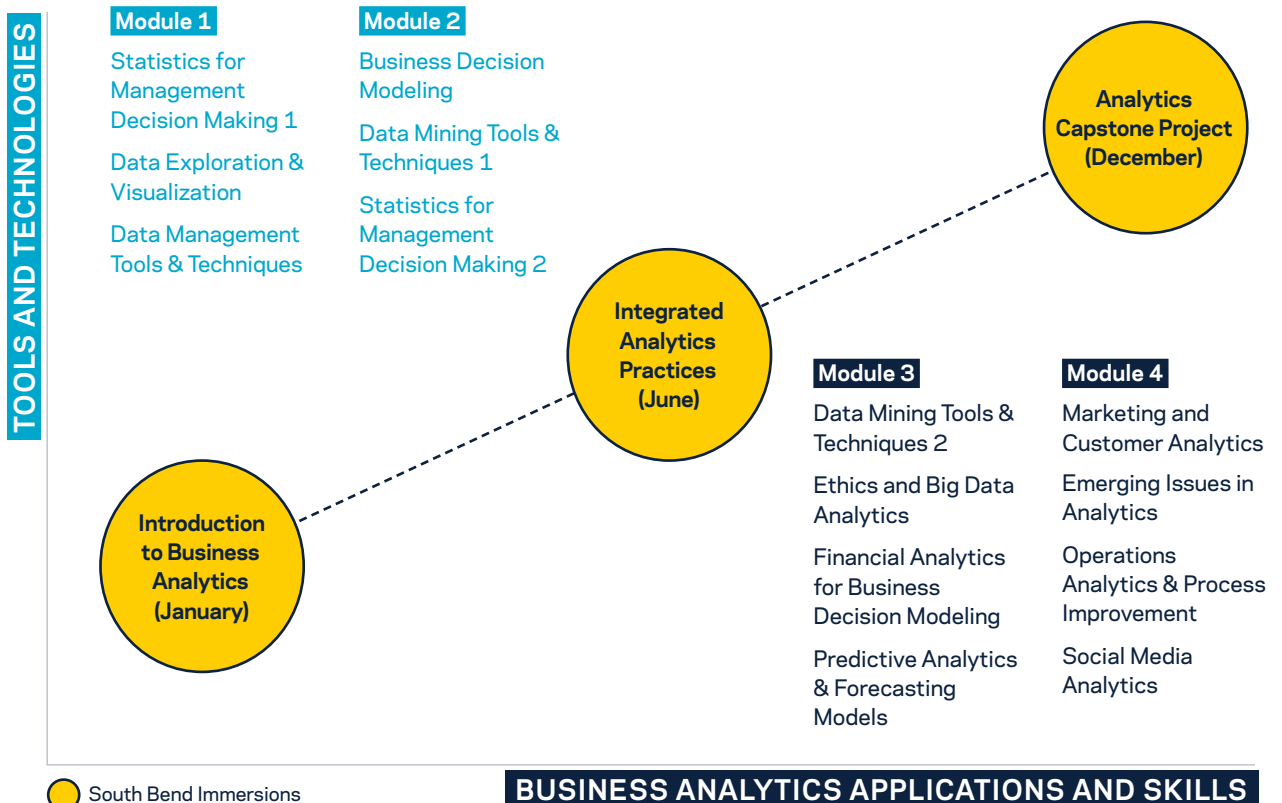 TOOLS AND TECHNOLOGIES
Module 1
Statistics for
Management
Decision Making 1
Data Exploration &
Visualization
Data Management
Tools & Techniques
Module 2
Business Decision
Modeling
Data Mining Tools &
Techniques 1
Statistics for
Management
Decision Making 2
Analytics
Capstone Project
(December)
Integrated
Analytics
Practices
(June)
Introduction
to Business
Analytics
(January)
Module 3
Data Mining Tools &
Techniques 2
Ethics and Big Data
Analytics
Financial Analytics
for Business
Decision Modeling
Predictive Analytics
& Forecasting
Models
Module 4
Marketing and
Customer Analytics
Emerging Issues in
Analytics
Operations
Analytics & Process
Improvement
Social Media
Analytics
South Bend Immersions
BUSINESS ANALYTICS APPLICATIONS AND SKILLS